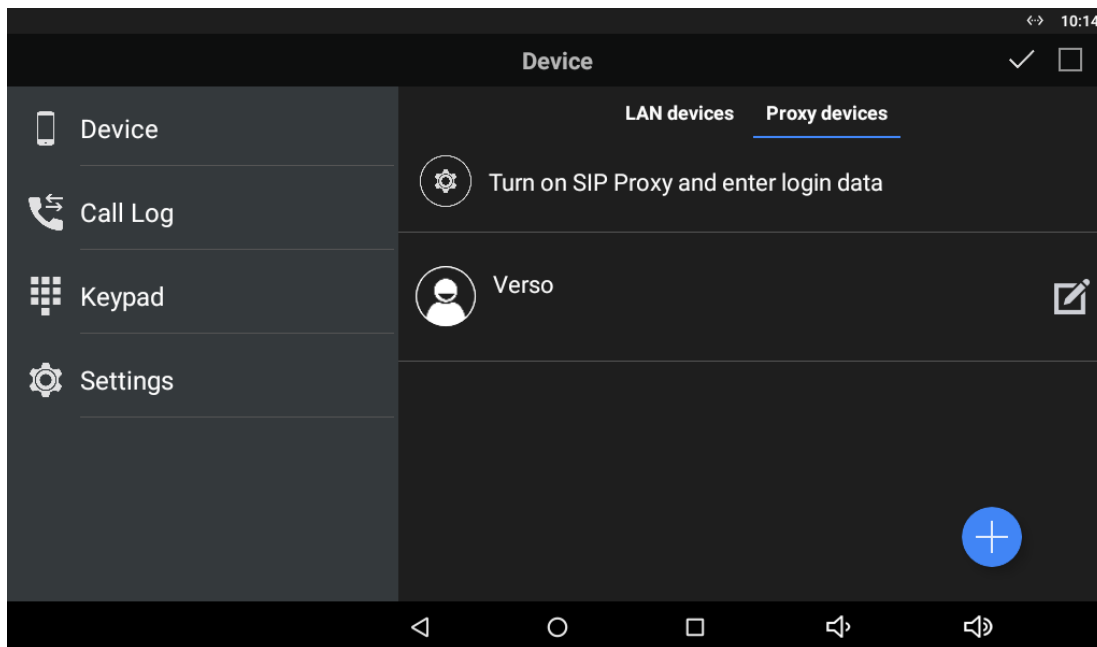 10:14
Device
Device
Call Log
Keypad
Settings
LAN devices Proxy devices
Turn on SIP Proxy and enter login data
Verso